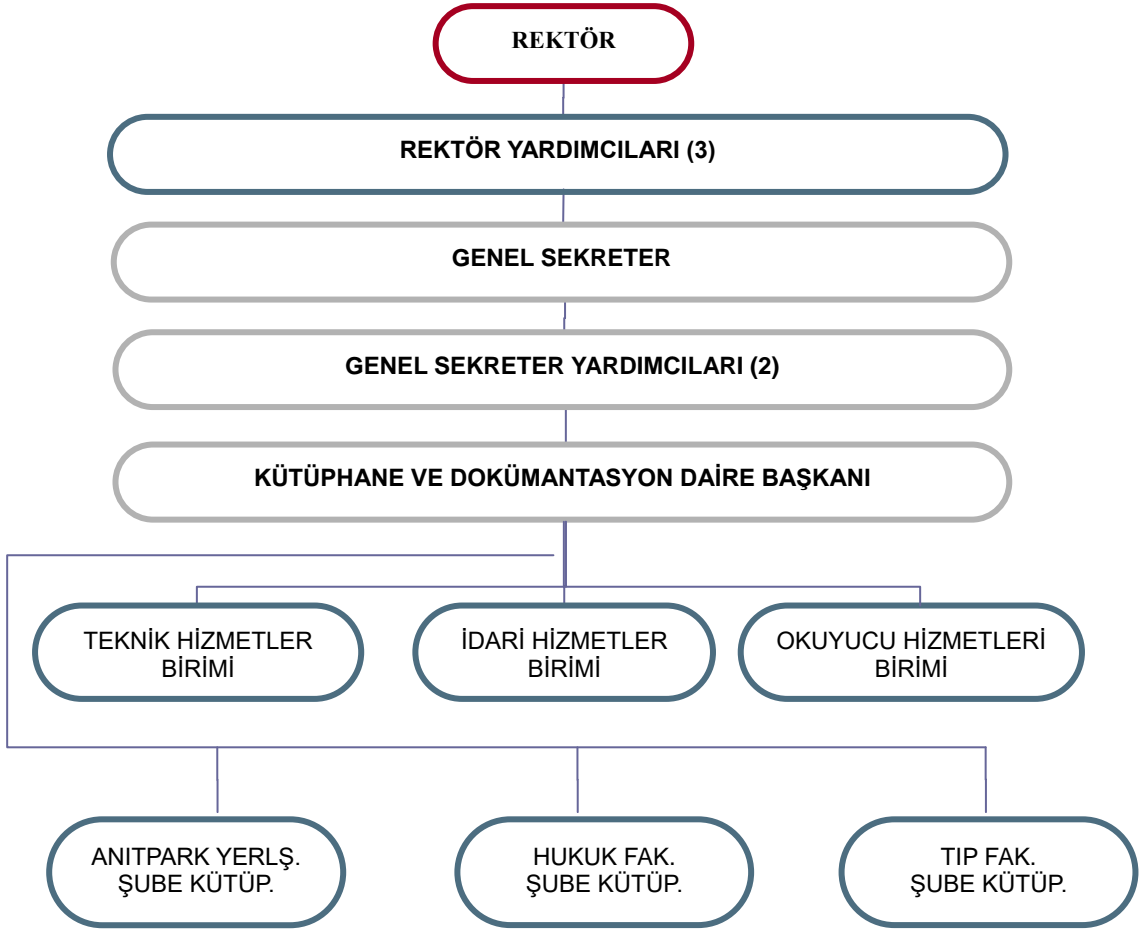 REKTÖR
REKTÖR YARDIMCILARI (3)
GENEL SEKRETER
GENEL SEKRETER YARDIMCILARI (2)
KÜTÜPHANE VE DOKÜMANTASYON DAİRE BAŞKANI
TEKNİK HİZMETLER
BİRİMİ
İDARİ HİZMETLER
BİRİMİ
OKUYUCU HİZMETLERİ
BİRİMİ
ANITPARK YERLŞ.
ŞUBE KÜTÜP.
HUKUK FAK.
ŞUBE KÜTÜP.
TIP FAK.
ŞUBE KÜTÜP.